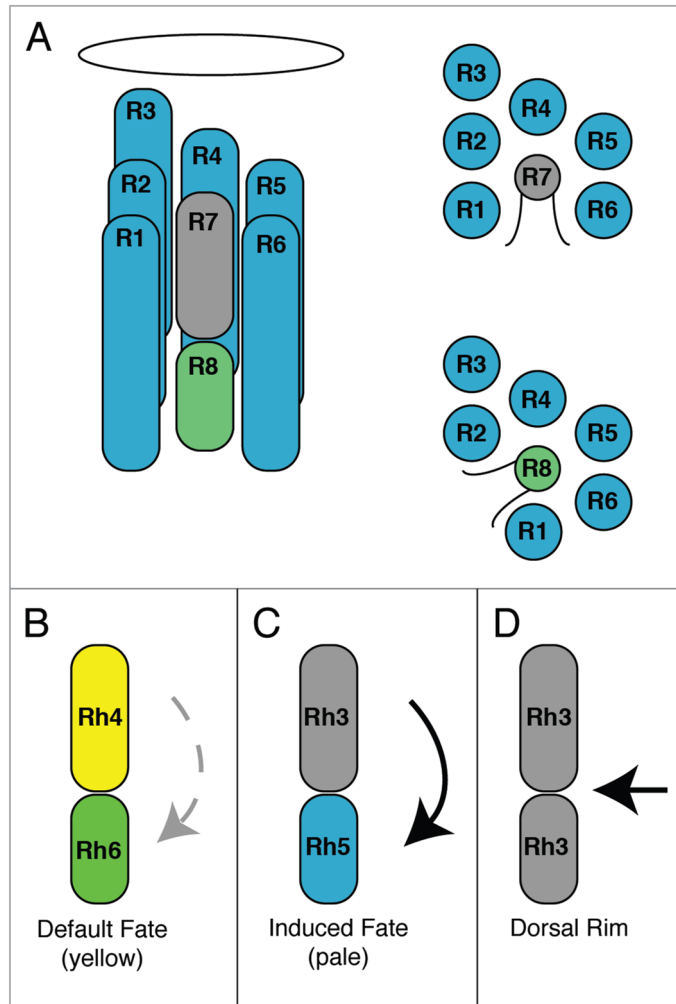 A
R3
R4
R2
R5
R1
R7
R6
R8
R3
R4
R2
R5
R7
R1
R6
R3
R4
R2
R5
R8
R6
R1
B
Rh4
Rh6
Default Fate
(yellow)
C
Rh3
Rh5
Induced Fate
(pale)
D
Rh3
Rh3
Dorsal Rim